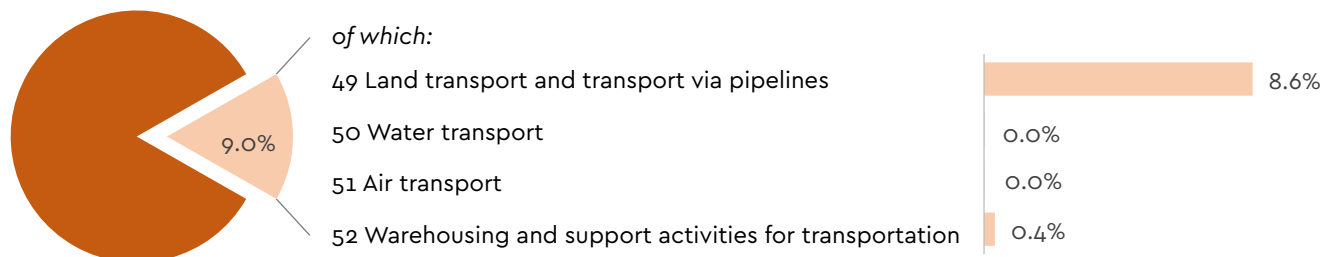 of which:
49 Land transport and transport via pipelines 8.6%
9.0%
50 Water transport 0.0%
51 Air transport 0.0%
52 Warehousing and support activities for transportation 0.4%